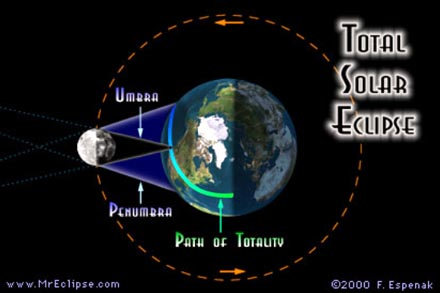 Total
Solar
Eclipse
Umbra
Penumbra
Path of Totality
www.MrEclipse.com
©2000 F. Espenak